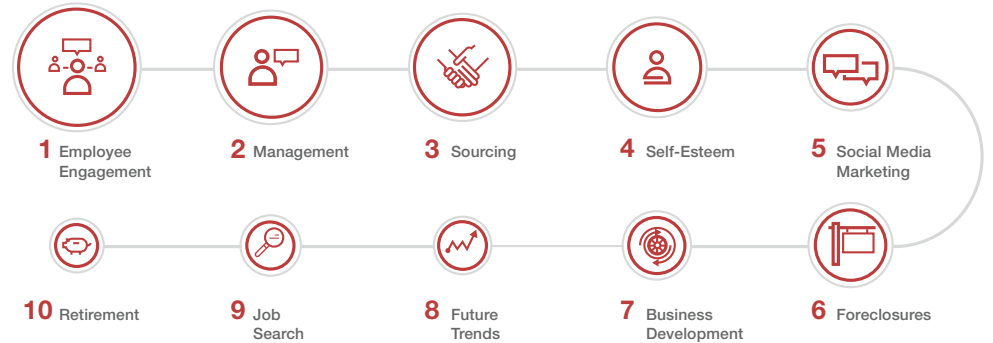 1 Employee
Engagement
2 Management
3 Sourcing
4 Self-Esteem
5 Social Media
Marketing
10 Retirement
9 Job
Search
8 Future
Trends
7 Business
Development
6 Foreclosures